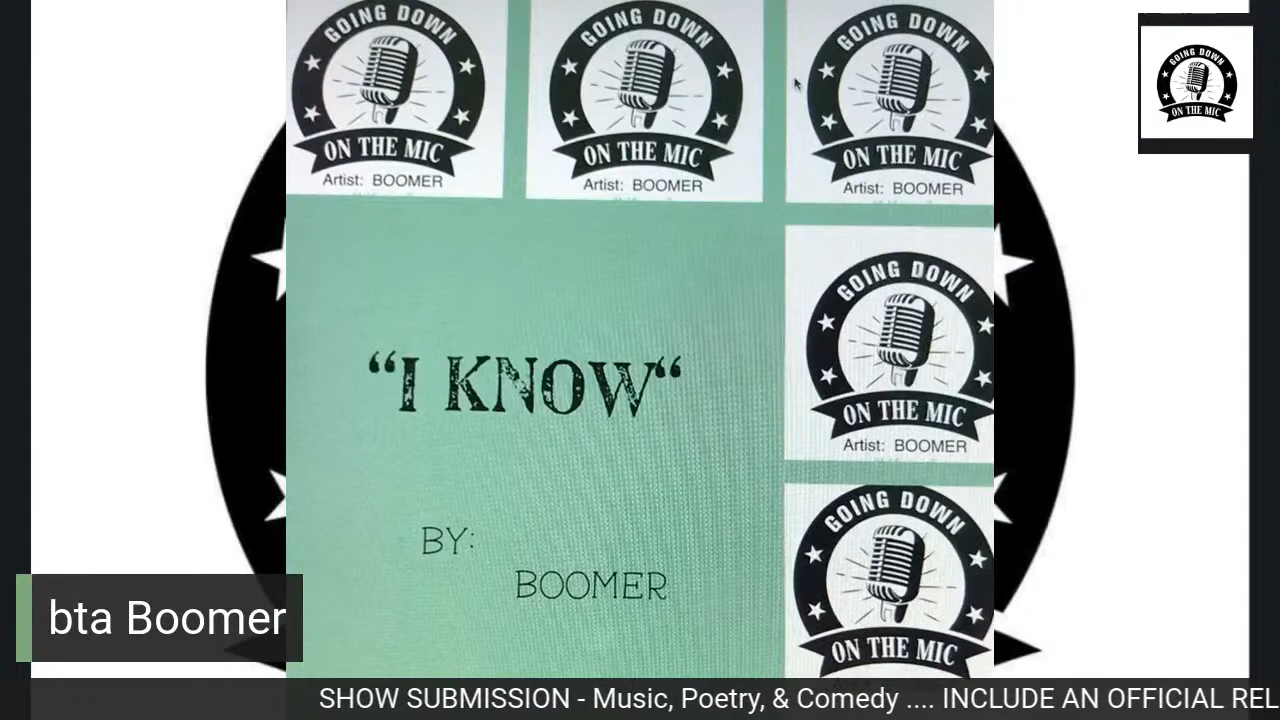 GOING DOWN
ON THE MIC
Artist: BOOMER
GOING DOWN
ON THE MIC
Artist: BOOMER
GOING DOWN
ON THE MIC
Artist: BOOMER
GOING DOWN
ON THE MIC
“I KNOW“
BY:
BOOMER
GOING DOWN
ON THE MIC
Artist: BOOMER
GOING DOWN
ON THE MIC
bta Boomer
SHOW SUBMISSION - Music, Poetry, & Comedy .... INCLUDE AN OFFICIAL REL